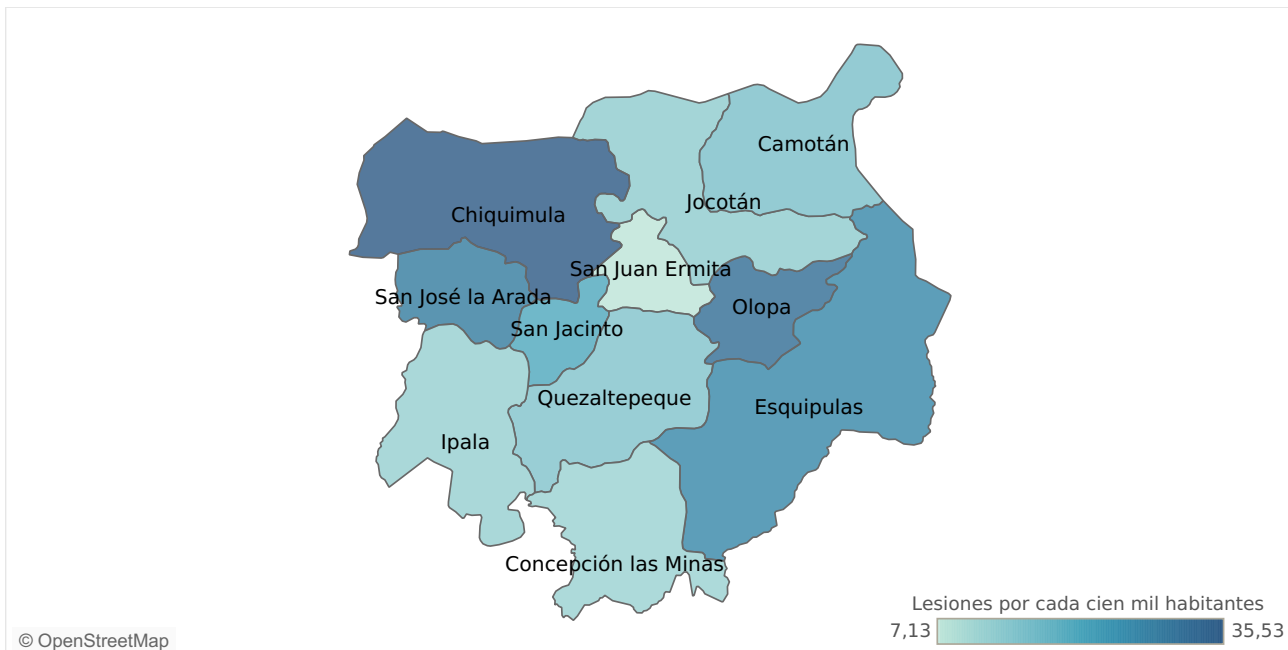 Camotán
Jocotán
Chiquimula
San Juan Ermita
San José la Arada
Olopa
San Jacinto
Quezaltepeque
Esquipulas
Ipala
Concepción las Minas
Lesiones por cada cien mil habitantes
7,13
35,53
© OpenStreetMap